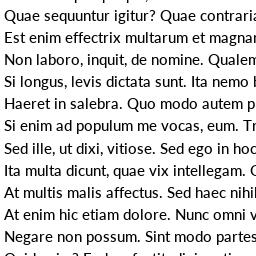 Quae sequuntur igitur? Quae contraria
Est enim effectrix multarum et magnar
Non laboro, inquit, de nomine. Qualem
Si longus, levis dictata sunt. Ita nemo
Haeret in salebra. Quo modo autem p
Si enim ad populum me vocas, eum. Tr
Sed ille, ut dixi, vitiose. Sed ego in hoc
Ita multa dicunt, quae vix intellegam.
At multis malis affectus. Sed haec nihil
At enim hic etiam dolore. Nunc omni v
Negare non possum. Sint modo partes